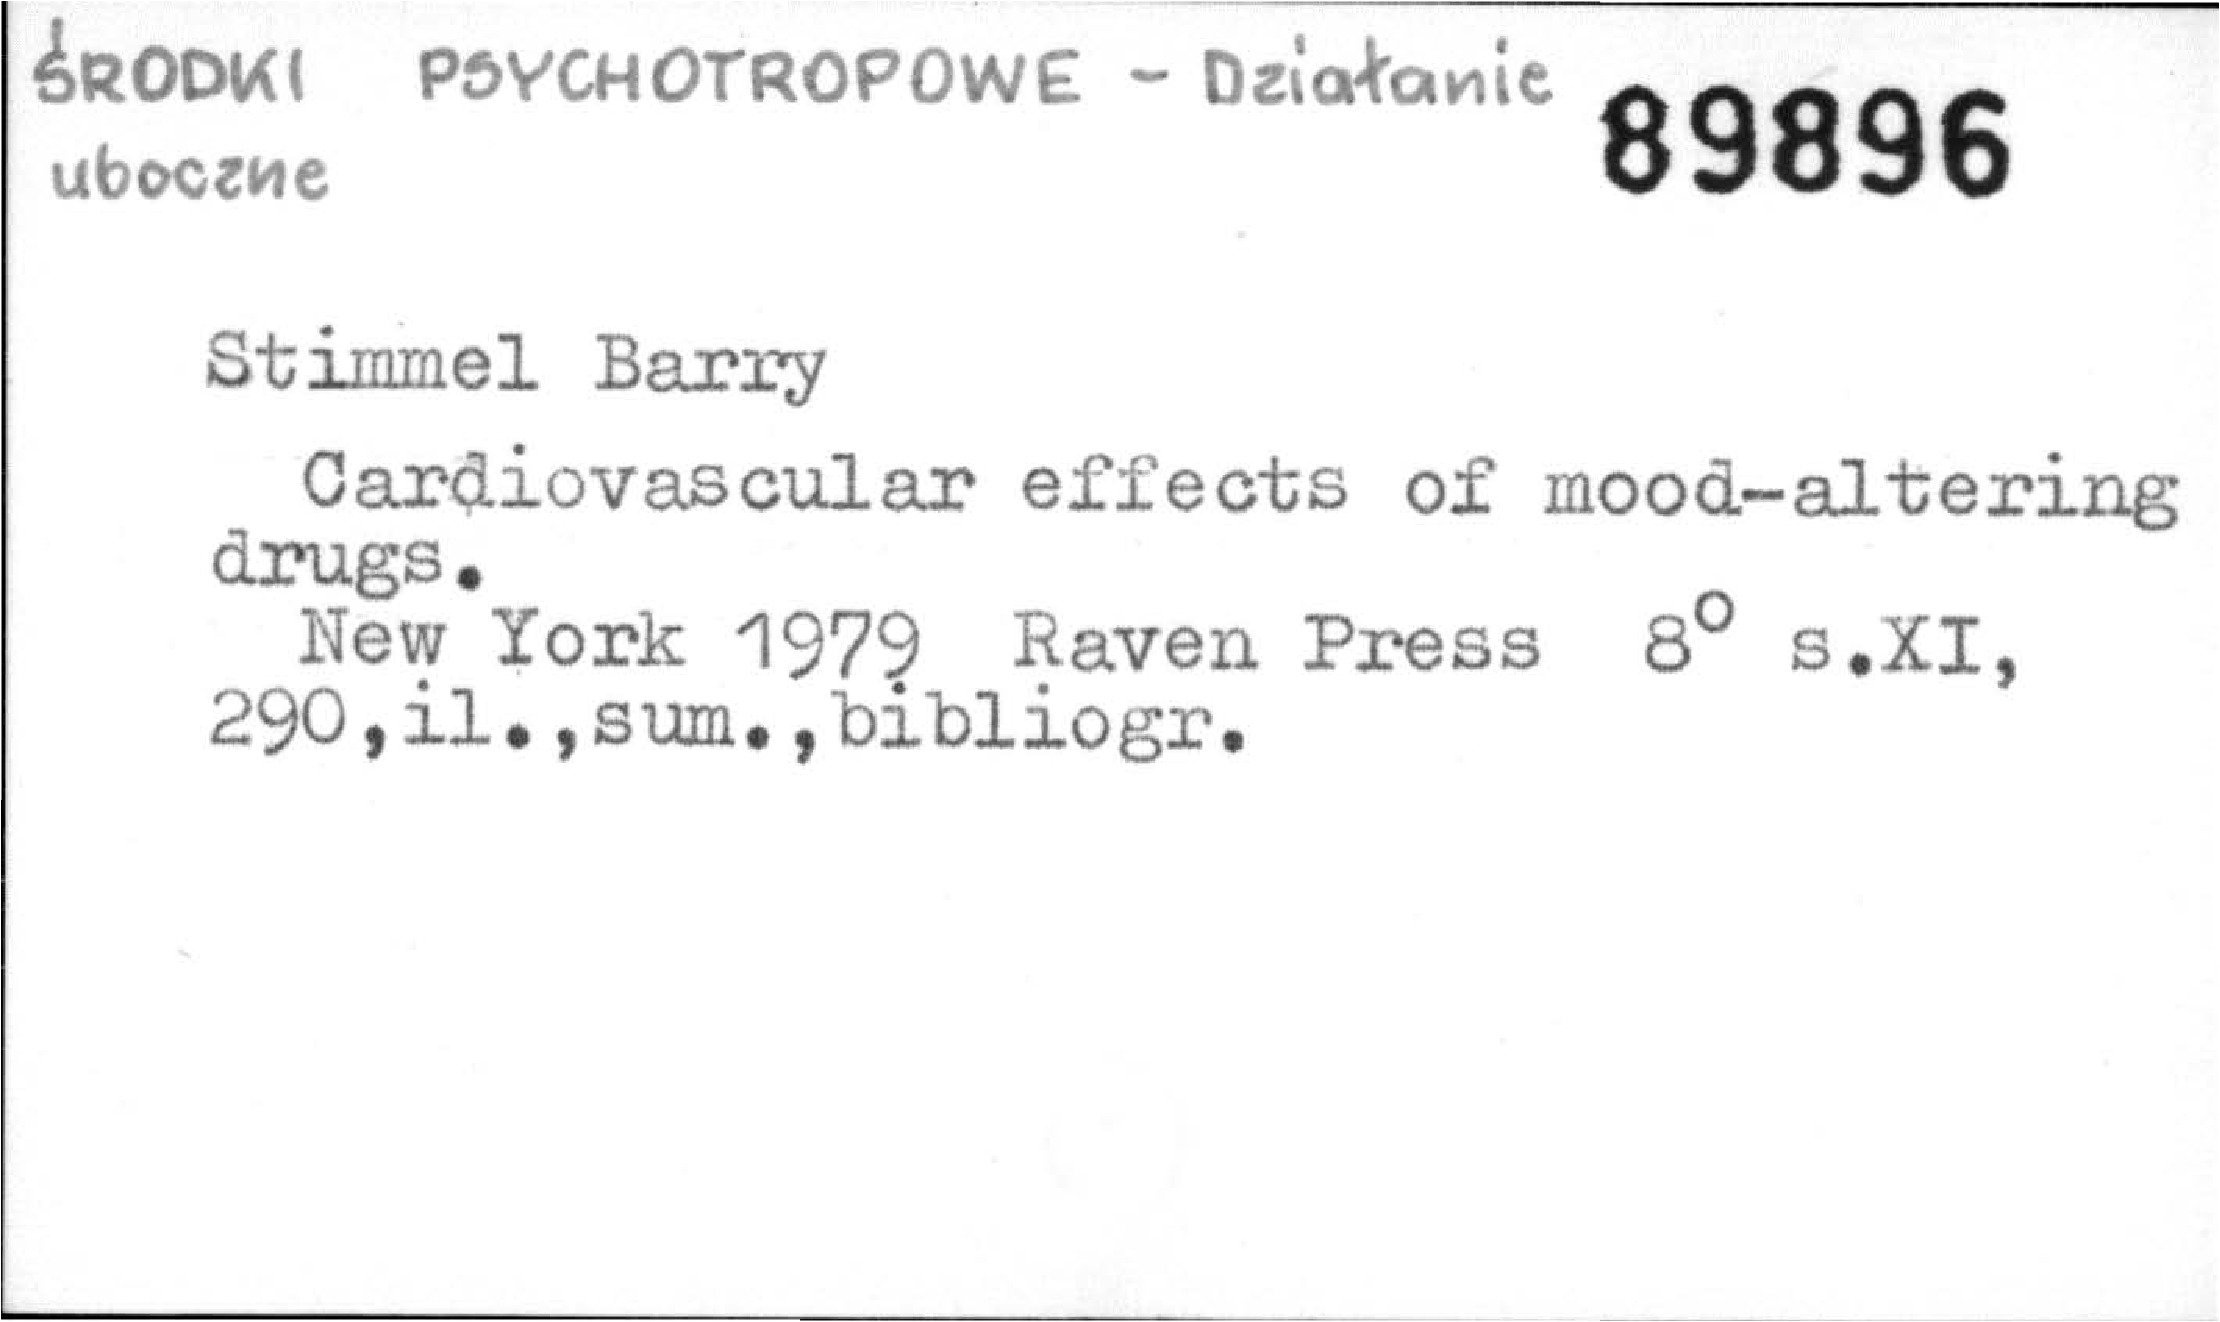 ŚRODKI PSYCHOTROPOWE - Działanie
uboczne
89896
Stimmel Barry
Cardiovascular effects of mood-altering
drugs.
New York 1979 Raven Press 8° s.XI,
290,il.,sum.,bibliogr.